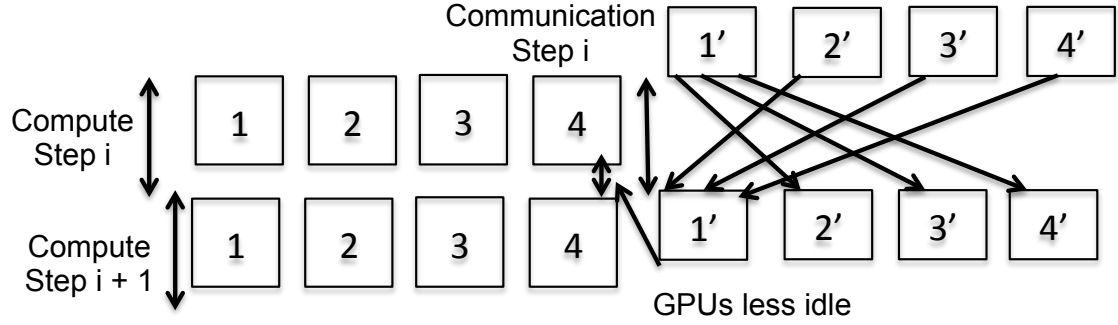 Communication
Step i
1’ 2’ 3’ 4’
Compute
Step i
1 2 3 4
Compute
Step i + 1
1 2 3 4
1’ 2’ 3’ 4’
GPUs less idle